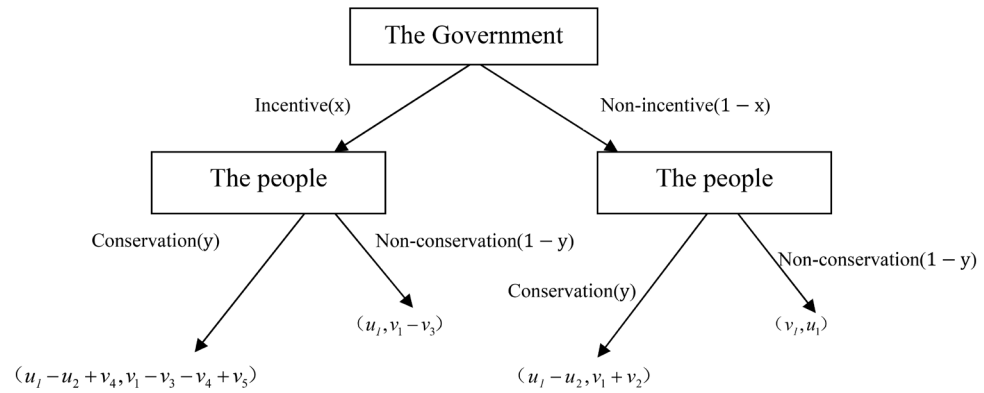 The Government
Incentive(x)
Non-incentive(1 − x)
The people
The people
Conservation(y)
Non-conservation(1 − y)
Non-conservation(1 − y)
Conservation(y)
(u₁,v₁−v₃)
(v₁,u₁)
(u₁−u₂+v₄,v₁−v₃−v₄+v₅)
(u₁−u₂,v₁+v₂)